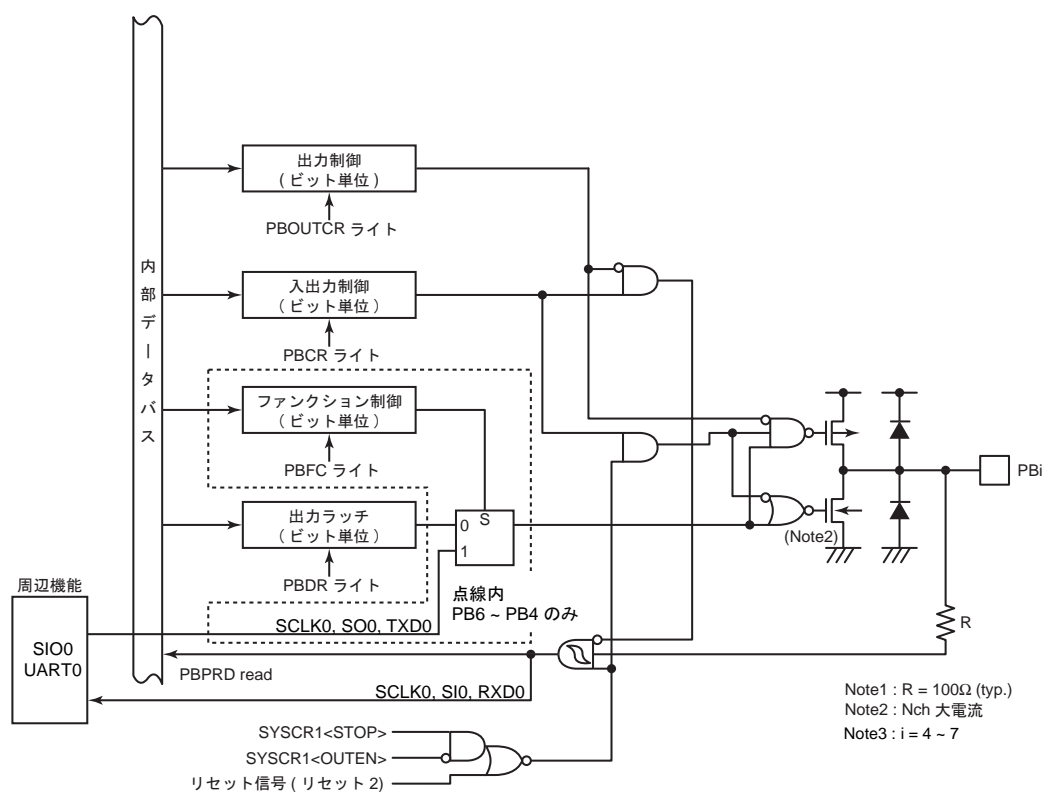 出力制御
( ビット単位 )
PBOUTCR ライト
内部データバス
入出力制御
( ビット単位 )
PBCR ライト
ファンクション制御
( ビット単位 )
PBFC ライト
出力ラッチ
( ビット単位 )
PBDR ライト
0
S
1
PBi
(Note2)
点線内
PB6 ~ PB4 のみ
周辺機能
SIO0
UART0
SCLK0, SO0, TXD0
R
PBPRD read
SCLK0, SI0, RXD0
Note1 : R = 100Ω (typ.)
Note2 : Nch 大電流
Note3 : i = 4 ~ 7
SYSCR1<STOP>
SYSCR1<OUTEN>
リセット信号 ( リセット 2)